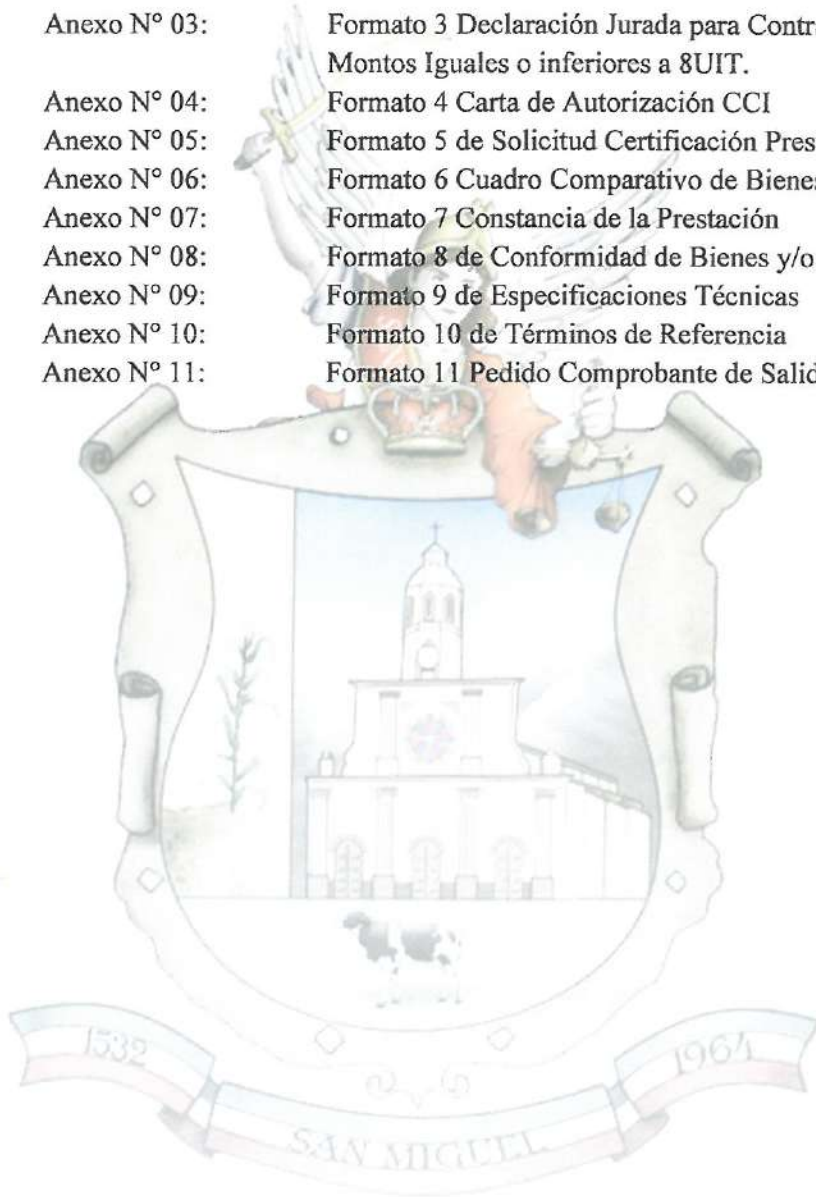 Anexo N° 03: Formato 3 Declaración Jurada para Contr
Montos Iguales o inferiores a 8UIT.
Anexo N° 04: Formato 4 Carta de Autorización CCI
Anexo N° 05: Formato 5 de Solicitud Certificación Pres
Anexo N° 06: Formato 6 Cuadro Comparativo de Biene
Anexo N° 07: Formato 7 Constancia de la Prestación
Anexo N° 08: Formato 8 de Conformidad de Bienes y/o
Anexo N° 09: Formato 9 de Especificaciones Técnicas
Anexo N° 10: Formato 10 de Términos de Referencia
Anexo N° 11: Formato 11 Pedido Comprobante de Salid
1532
1964
SAN MIGUEL